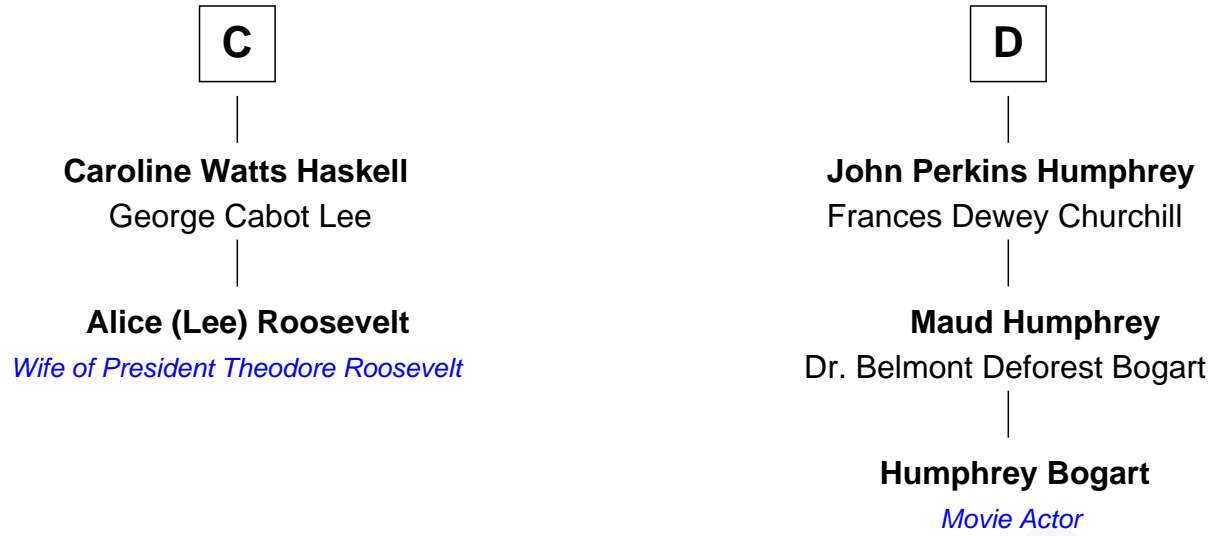 C
Caroline Watts Haskell
George Cabot Lee
Alice (Lee) Roosevelt
Wife of President Theodore Roosevelt
D
John Perkins Humphrey
Frances Dewey Churchill
Maud Humphrey
Dr. Belmont Deforest Bogart
Humphrey Bogart
Movie Actor